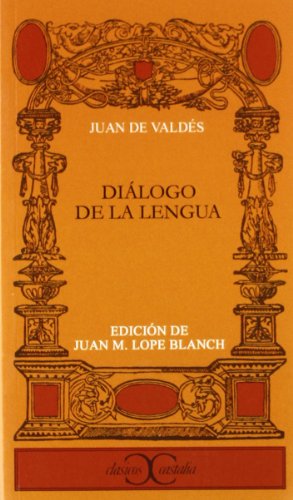 JUAN DE VALDÉS
DIÁLOGO
DE LA LENGUA
EDICIÓN DE
JUAN M. LOPE BLANCH
clásicos castalia